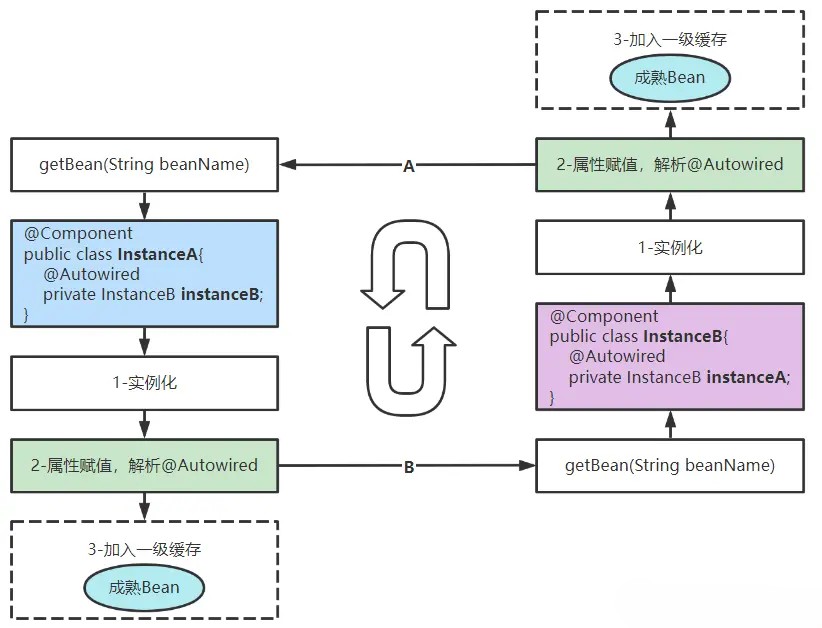 getBean(String beanName)
@Component
public class InstanceA{
@Autowired
private InstanceB instanceB;
}
1-实例化
2-属性赋值，解析@Autowired
3-加入一级缓存
成熟Bean
A
B
3-加入一级缓存
成熟Bean
2-属性赋值，解析@Autowired
1-实例化
@Component
public class InstanceB{
@Autowired
private InstanceB instanceA;
}
getBean(String beanName)